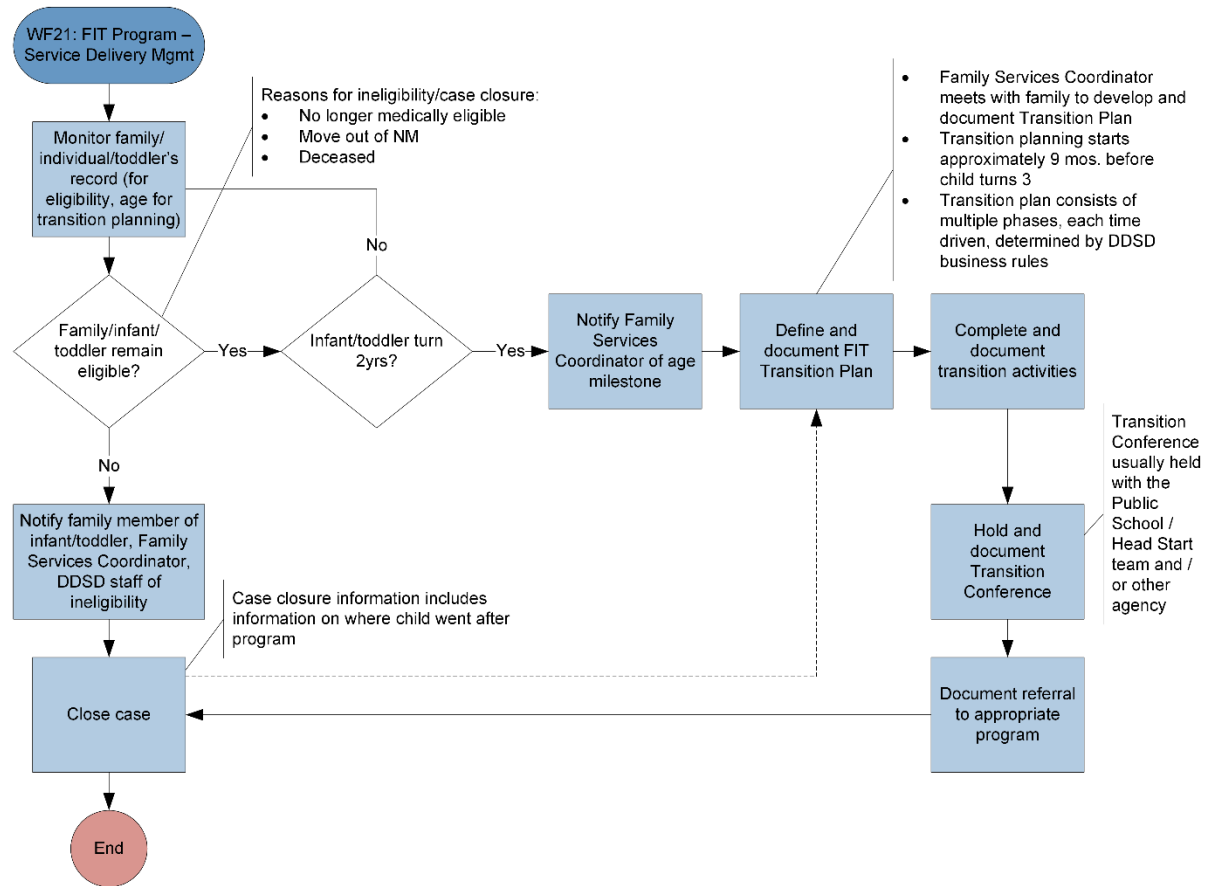 WF21: FIT Program –
Service Delivery Mgmt
Reasons for ineligibility/case closure:
• No longer medically eligible
• Move out of NM
• Deceased
• Family Services Coordinator
meets with family to develop and
document Transition Plan
• Transition planning starts
approximately 9 mos. before
child turns 3
• Transition plan consists of
multiple phases, each time
driven, determined by DDSD
business rules
Monitor family/
individual/toddler's
record (for
eligibility, age for
transition planning)
No
Family/infant/
toddler remain
eligible?
Yes
Infant/toddler turn
2yrs?
Yes
Notify Family
Services
Coordinator of age
milestone
Define and
document FIT
Transition Plan
Complete and
document
transition activities
No
Transition
Conference
usually held
with the
Public
School /
Head Start
team and /
or other
agency
Notify family member of
infant/toddler, Family
Services Coordinator,
DDSD staff of
ineligibility
Hold and
document
Transition
Conference
Case closure information includes
information on where child went after
program
Close case
Document referral
to appropriate
program
End